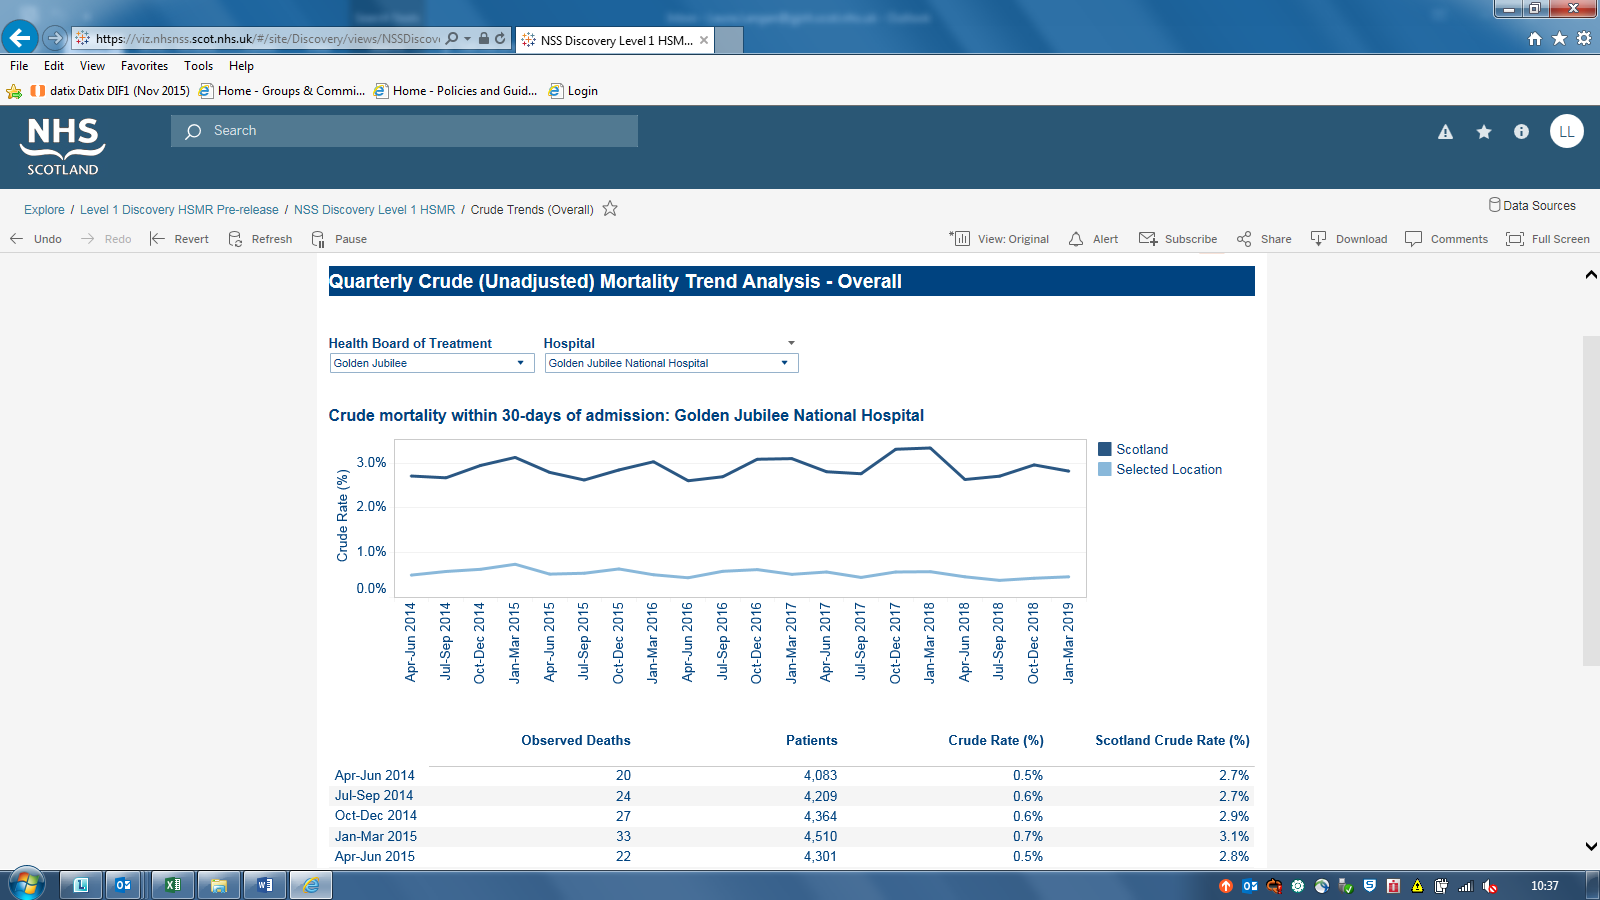 https://viz.nhsnss.scot.nhs.uk/#/site/Discovery/views/NSSDiscov
NSS Discovery Level 1 HSM...
File Edit View Favorites Tools Help
datix Datix DIF1 (Nov 2015) Home - Groups & Commi... Home - Policies and Guid... Login
NHS
SCOTLAND
Search
LL
Explore / Level 1 Discovery HSMR Pre-release / NSS Discovery Level 1 HSMR / Crude Trends (Overall)
Data Sources
Undo Redo Revert Refresh Pause View: Original Alert Subscribe Share Download Comments Full Screen
Quarterly Crude (Unadjusted) Mortality Trend Analysis - Overall
Health Board of Treatment Hospital
Golden Jubilee Golden Jubilee National Hospital
Crude mortality within 30-days of admission: Golden Jubilee National Hospital
Crude Rate (%)
3.0%
2.0%
1.0%
0.0%
Scotland
Selected Location
Apr-Jun 2014
Jul-Sep 2014
Oct-Dec 2014
Jan-Mar 2015
Apr-Jun 2015
Jul-Sep 2015
Oct-Dec 2015
Jan-Mar 2016
Apr-Jun 2016
Jul-Sep 2016
Oct-Dec 2016
Jan-Mar 2017
Apr-Jun 2017
Jul-Sep 2017
Oct-Dec 2017
Jan-Mar 2018
Apr-Jun 2018
Jul-Sep 2018
Oct-Dec 2018
Jan-Mar 2019
Observed Deaths Patients Crude Rate (%) Scotland Crude Rate (%)
Apr-Jun 2014 20 4,083 0.5% 2.7%
Jul-Sep 2014 24 4,209 0.6% 2.7%
Oct-Dec 2014 27 4,364 0.6% 2.9%
Jan-Mar 2015 33 4,510 0.7% 3.1%
Apr-Jun 2015 22 4,301 0.5% 2.8%
10:37